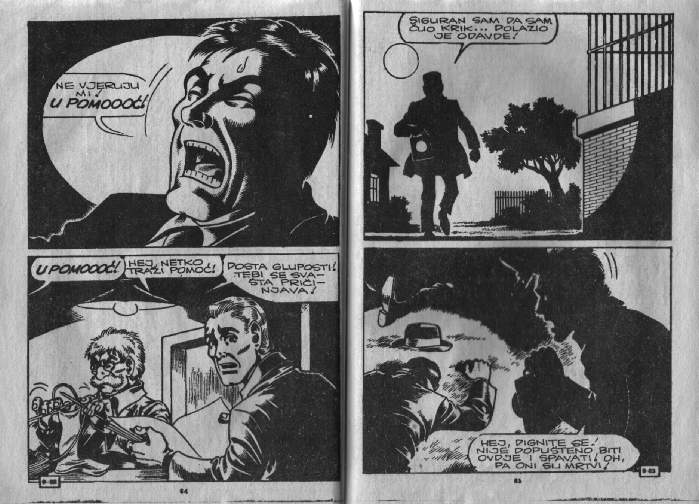 NE VJERUJU
MI!
U POMOOOĆ!
U POMOOOĆ!
HEJ, NETKO
TRAŽI POMOĆ!
DOSTA GLUPOSTI!
TEBI SE SVA-
ŠTA PRIČI-
NJAVA!
64
SIGURAN SAM DA SAM
ČUO KRIK... DOLAZIO
JE ODAVDE!
HEJ, DIGNITE SE!
NIJE DOPUŠTENO BITI
OVDJE I SPAVATI! OH,
PA ONI SU MRTVI!
65